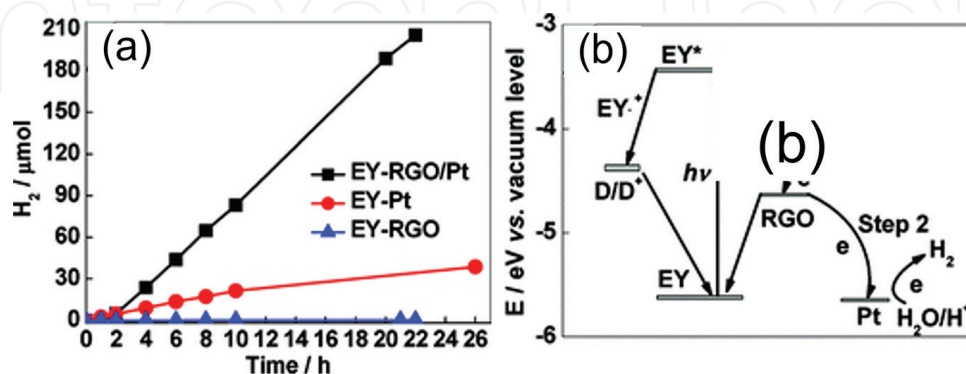 (a)
210
180
150
120
90
60
30
0
H₂ / μmol
EY-RGO/Pt
EY-Pt
EY-RGO
0 2 4 6 8 10 12 14 16 18 20 22 24 26
Time / h
(b)
-3
-4
-5
-6
E / eV vs. vacuum level
EY*
EY·⁺
D/D⁺
hν
(b)
EY
RGO
Step 2
e
Pt
e
H₂
H₂O/H⁺